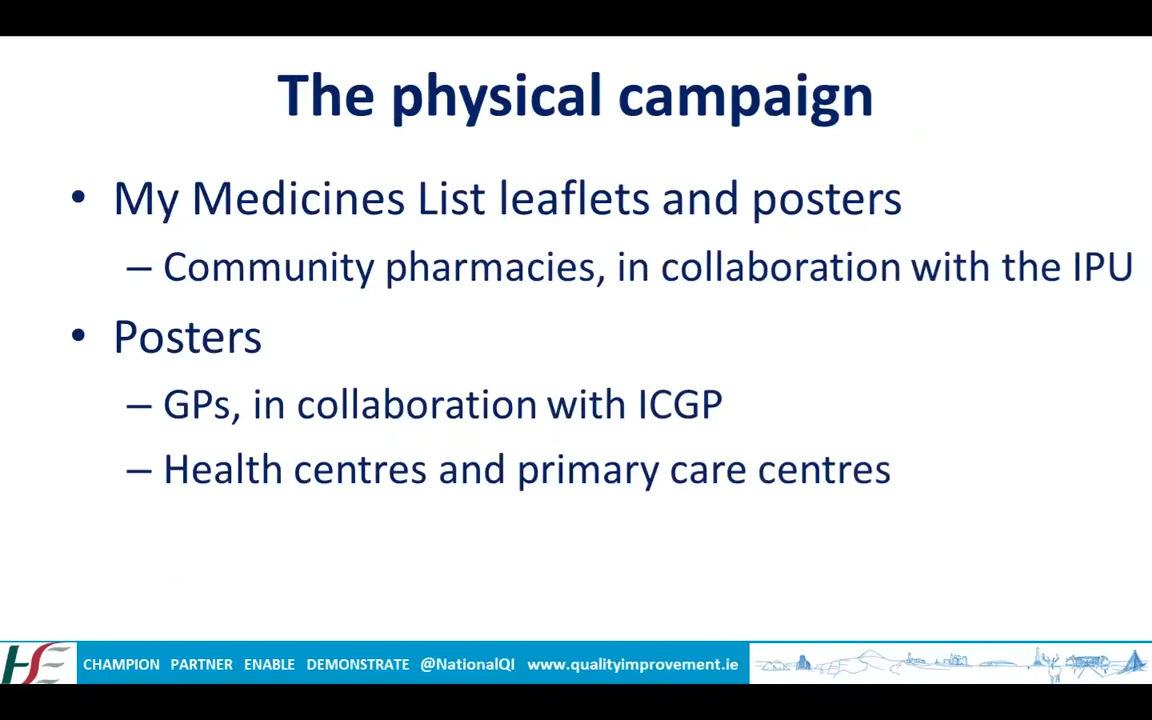 The physical campaign
• My Medicines List leaflets and posters
– Community pharmacies, in collaboration with the IPU
• Posters
– GPs, in collaboration with ICGP
– Health centres and primary care centres
HSE CHAMPION PARTNER ENABLE DEMONSTRATE @NationalQI www.qualityimprovement.ie